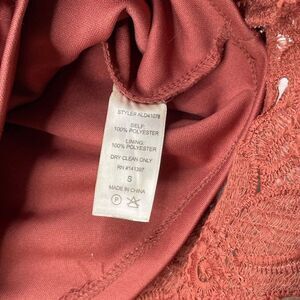 STYLE# ALD41078
SELF:
100% POLYESTER
LINING:
100% POLYESTER
DRY CLEAN ONLY
RN #141397
S
MADE IN CHINA
P